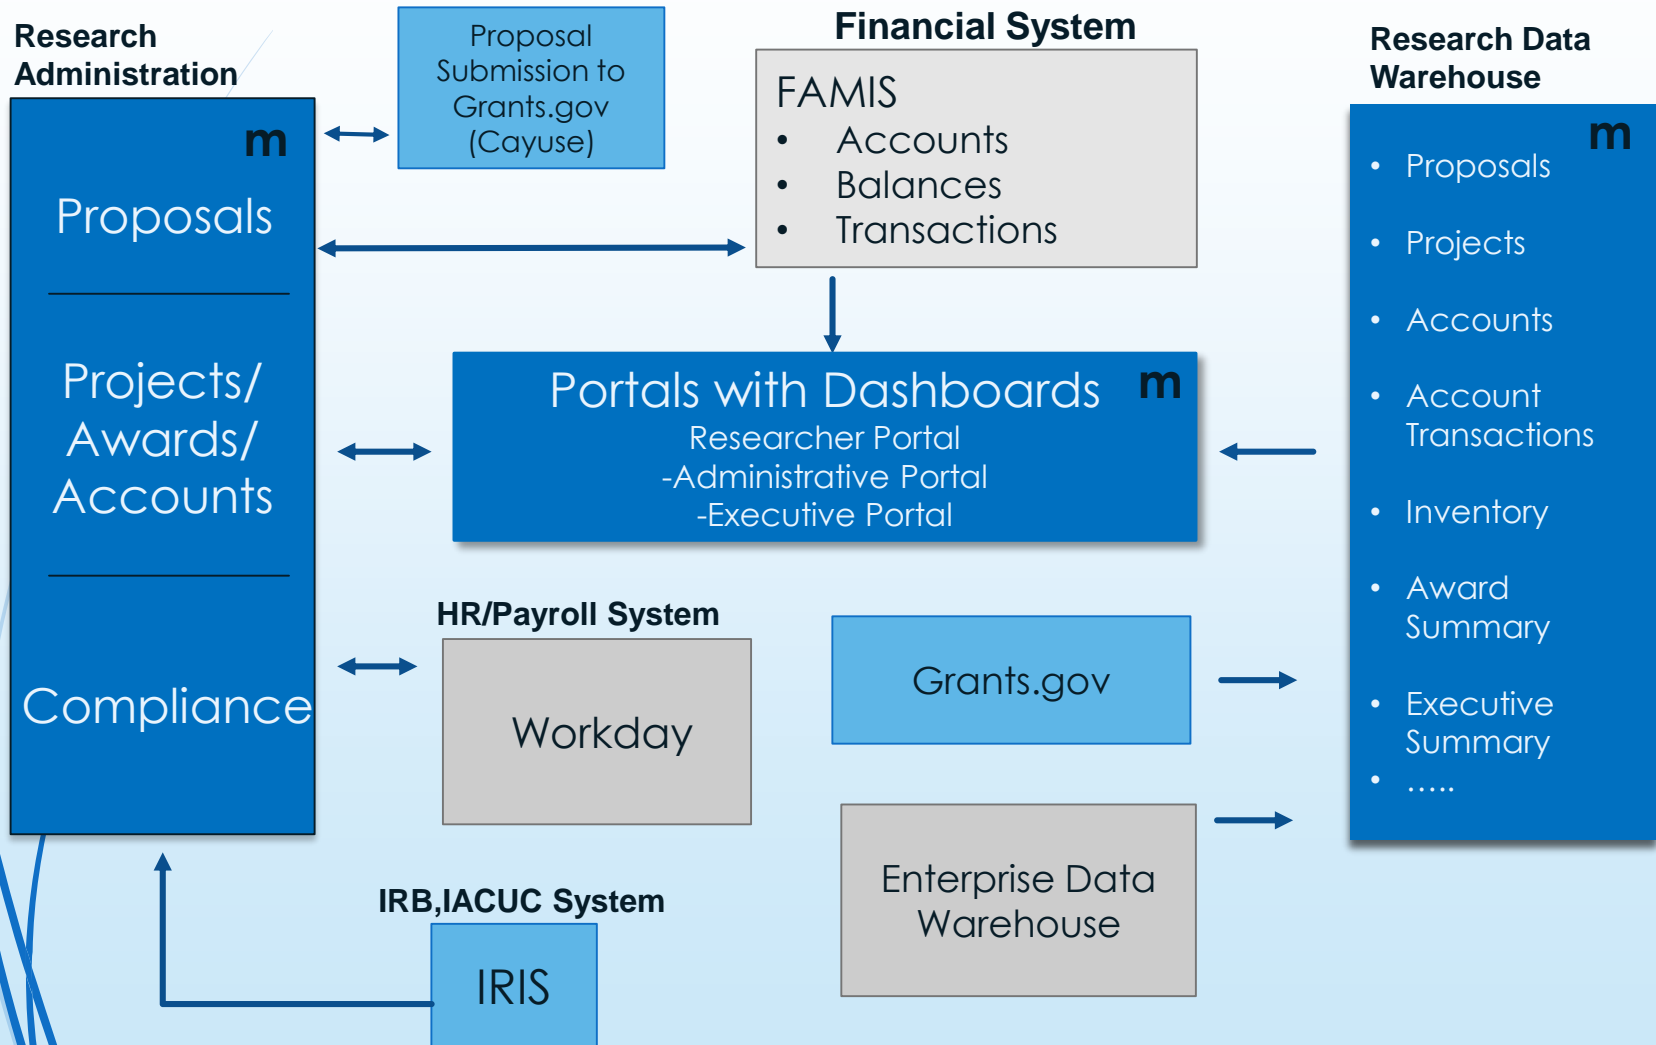 Research
Administration
m
Proposals
Projects/
Awards/
Accounts
Compliance
Proposal
Submission to
Grants.gov
(Cayuse)
Financial System
FAMIS
• Accounts
• Balances
• Transactions
Portals with Dashboards m
Researcher Portal
-Administrative Portal
-Executive Portal
HR/Payroll System
Workday
IRB,IACUC System
IRIS
Grants.gov
Enterprise Data
Warehouse
Research Data
Warehouse
m
• Proposals
• Projects
• Accounts
• Account
Transactions
• Inventory
• Award
Summary
• Executive
Summary
• .....